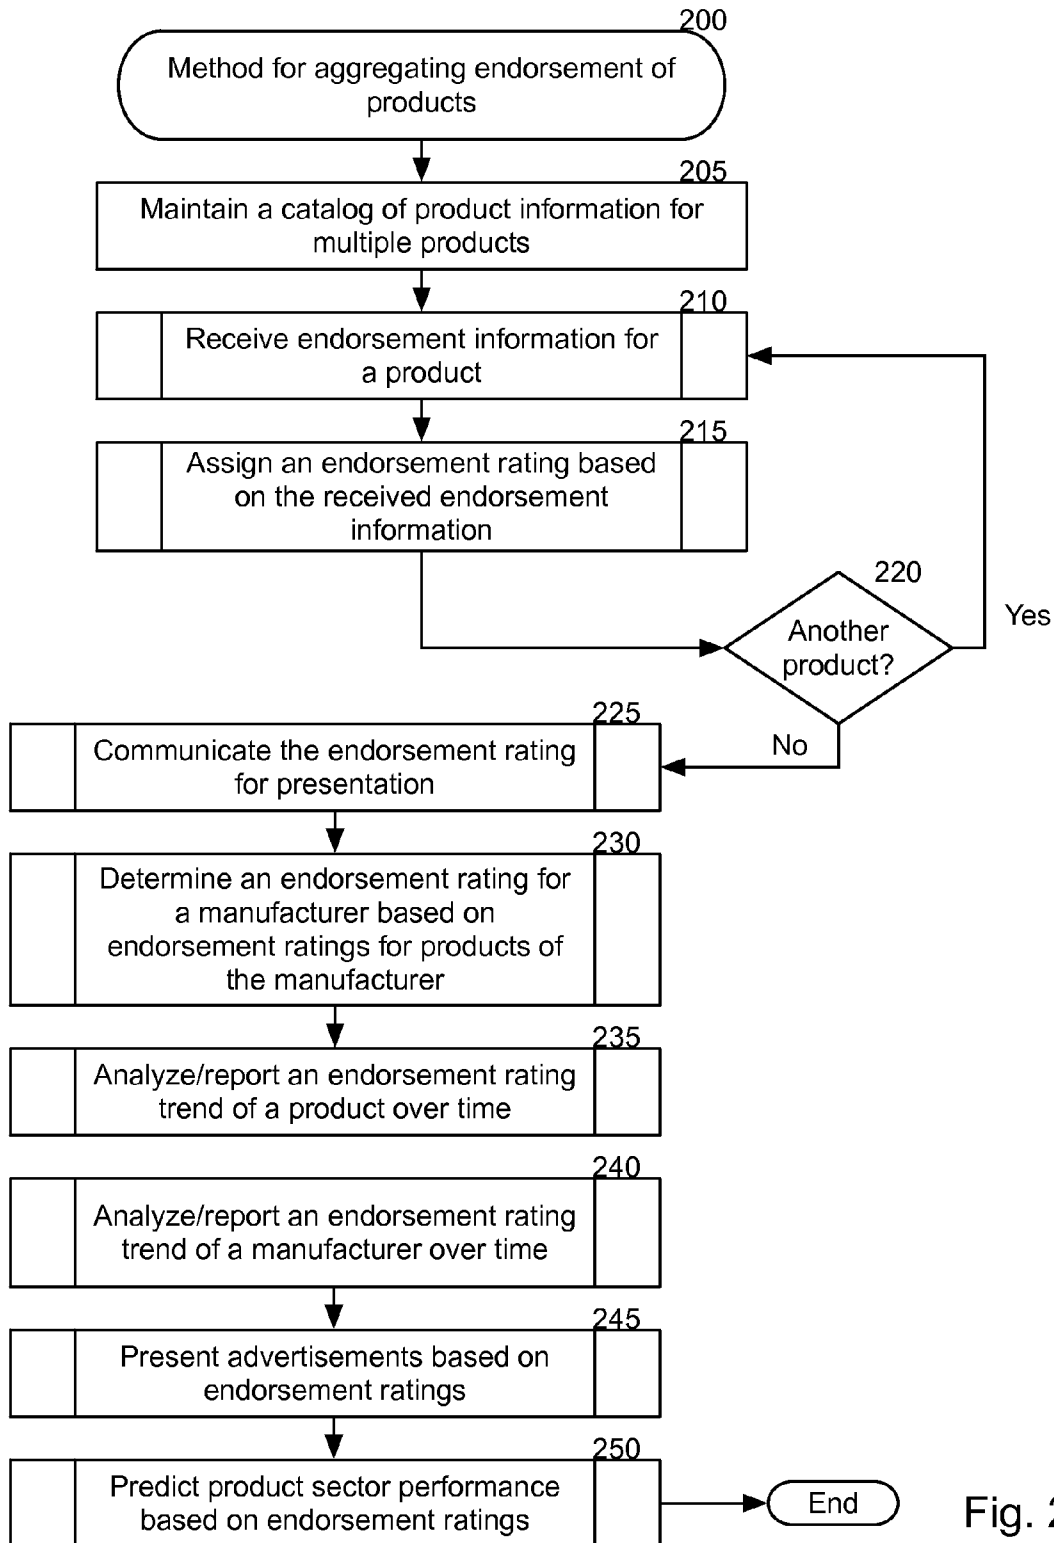 200
Method for aggregating endorsement of
products
205
Maintain a catalog of product information for
multiple products
210
Receive endorsement information for
a product
215
Assign an endorsement rating based
on the received endorsement
information
220
Another
product?
Yes
No
225
Communicate the endorsement rating
for presentation
230
Determine an endorsement rating for
a manufacturer based on
endorsement ratings for products of
the manufacturer
235
Analyze/report an endorsement rating
trend of a product over time
240
Analyze/report an endorsement rating
trend of a manufacturer over time
245
Present advertisements based on
endorsement ratings
250
Predict product sector performance
based on endorsement ratings
End
Fig. 2